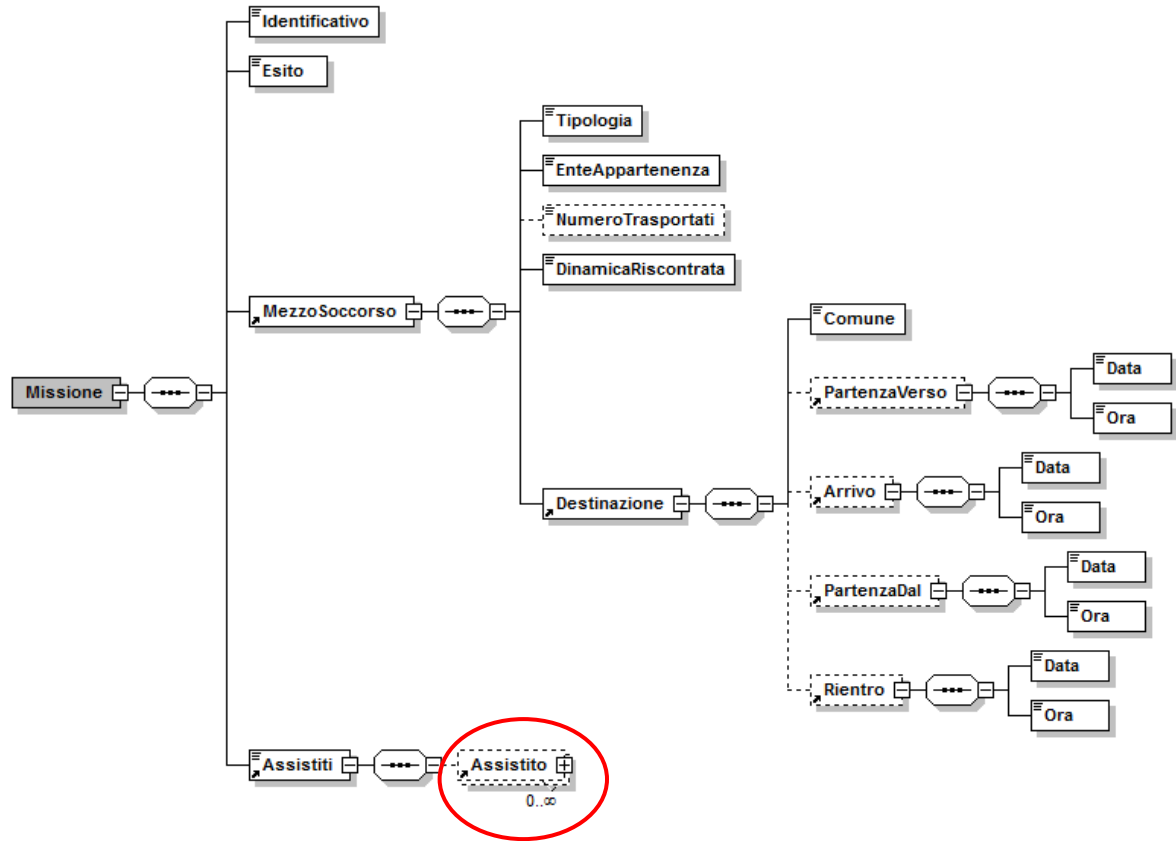 Identificativo
Esito
Tipologia
EnteAppartenenza
NumeroTrasportati
DinamicaRiscontrata
MezzoSoccorso
Comune
Missione
PartenzaVerso
Data
Ora
Arrivo
Data
Ora
Destinazione
PartenzaDal
Data
Ora
Rientro
Data
Ora
Assistiti
Assistito
0..∞